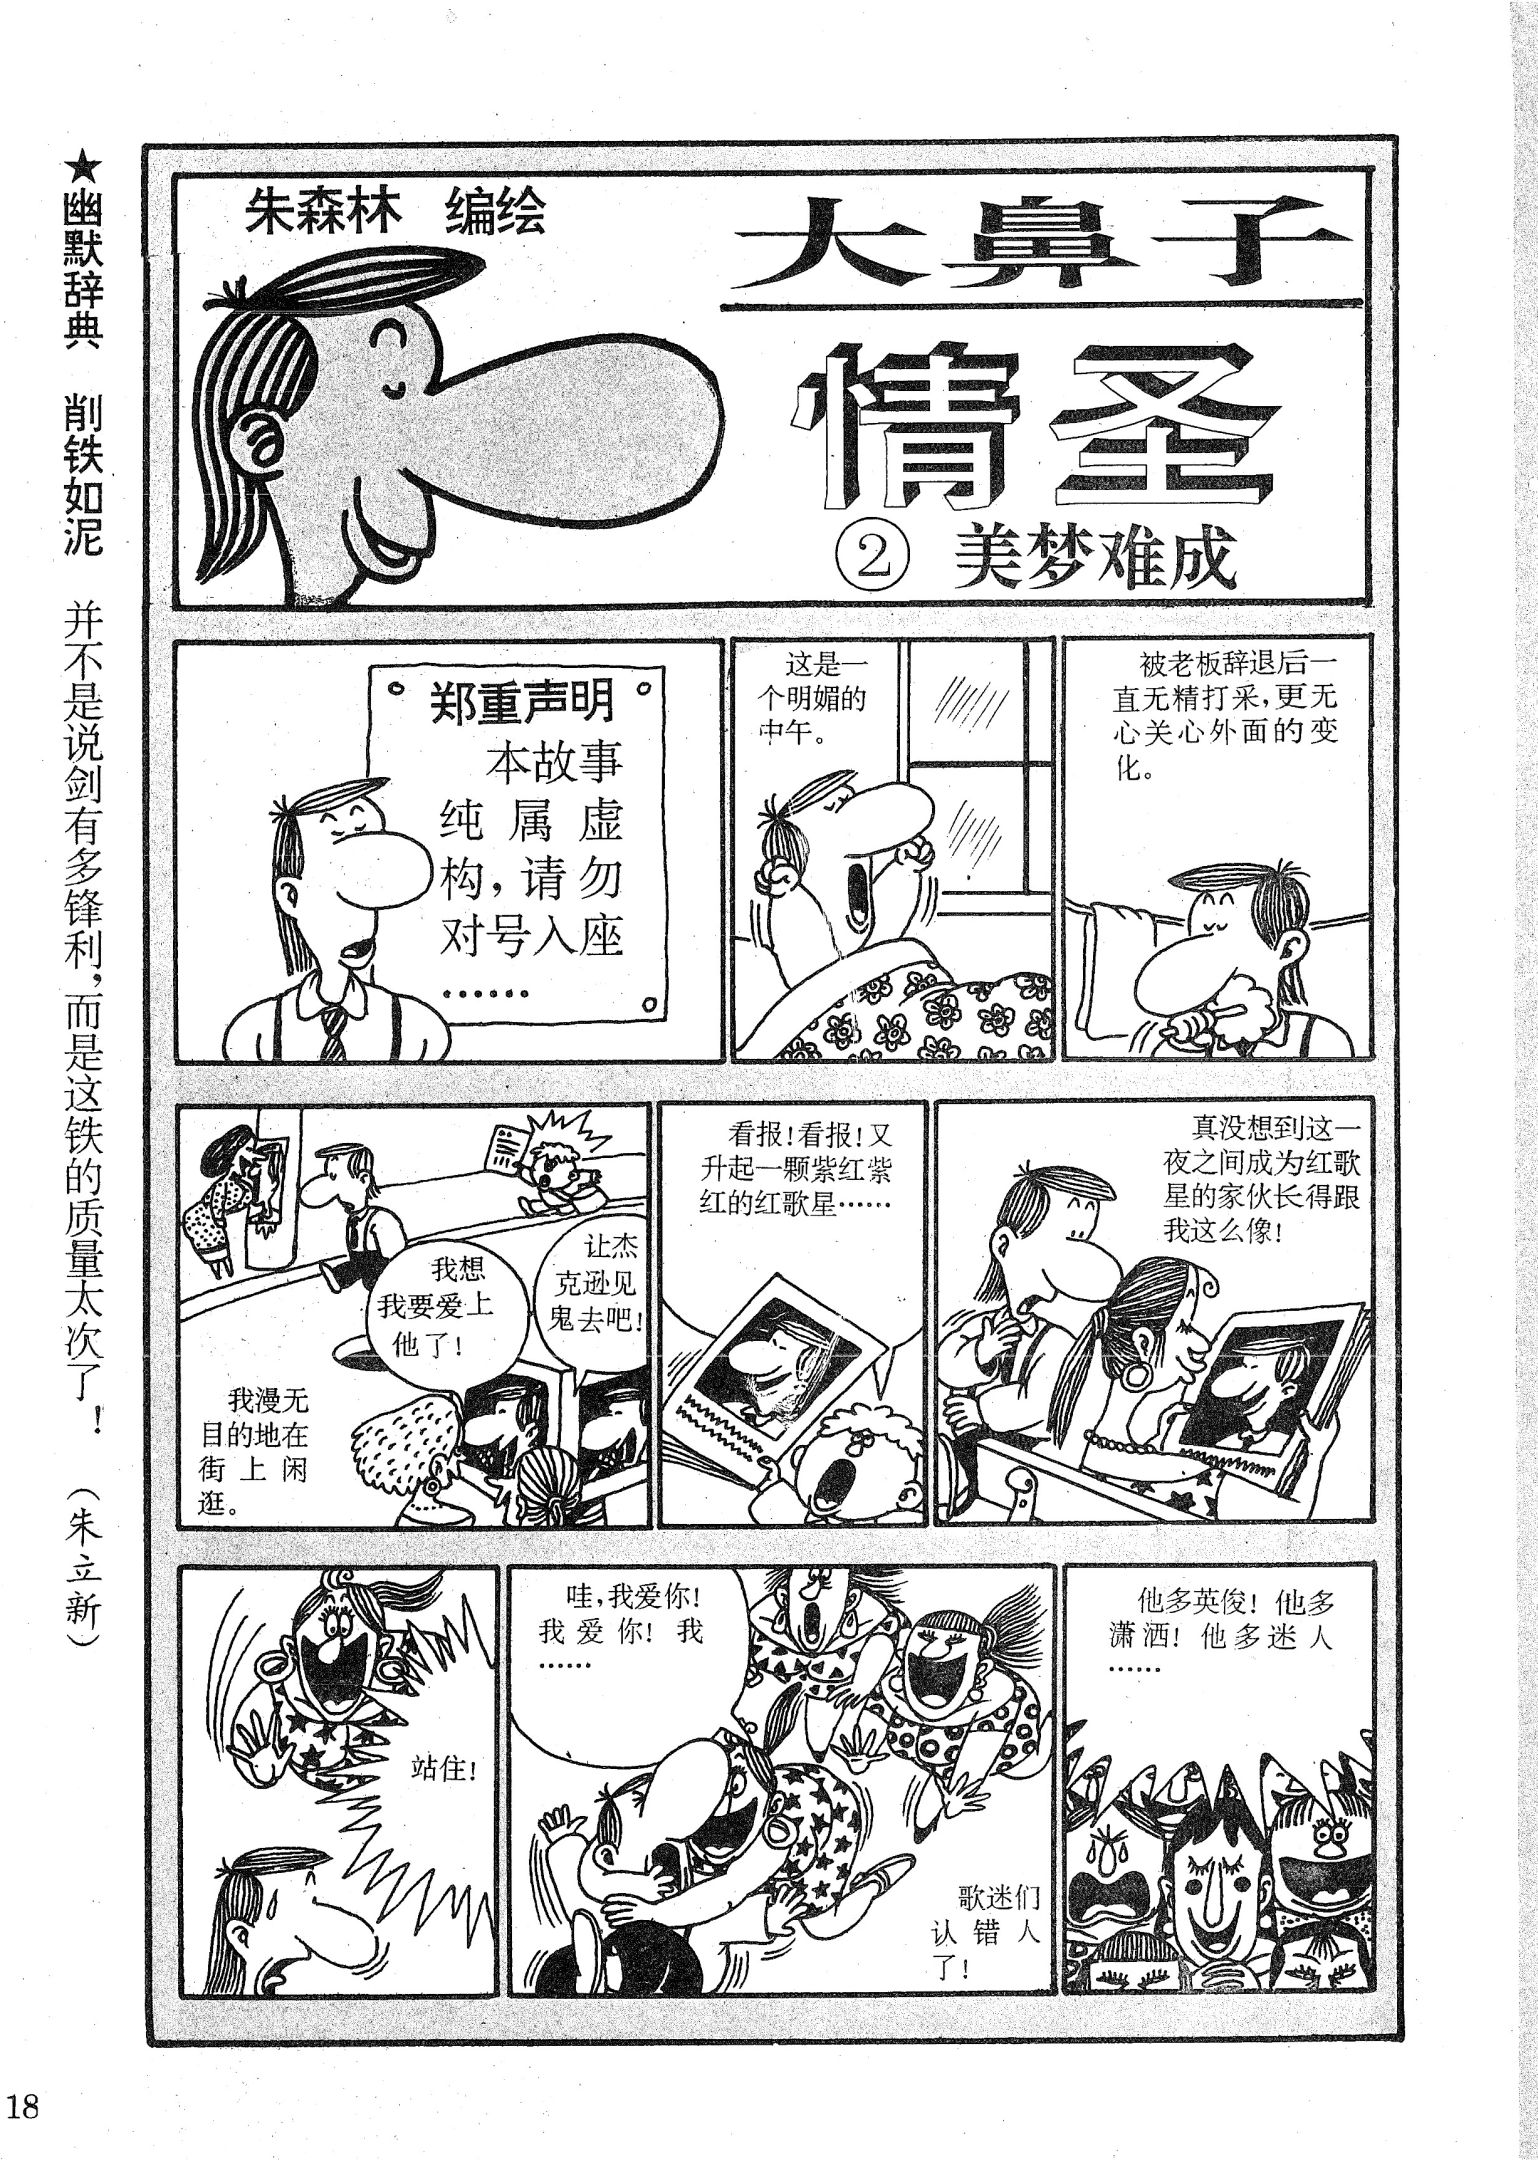 朱森林 编绘
大鼻子
情圣
② 美梦难成
郑重声明
本故事
纯属虚
构，请勿
对号入座
……
这是一
个明媚的
中午。
被老板辞退后一
直无精打采，更无
心关心外面的变
化。
我想
我要爱上
他了！
让杰
克逊见
鬼去吧！
我漫无
目的地在
街上闲
逛。
看报！看报！又
升起一颗紫红紫
红的红歌星……
真没想到这一
夜之间成为红歌
星的家伙长得跟
我这么像！
站住！
哇，我爱你！
我爱你！我
……
歌迷们
认错人
了！
他多英俊！他多
潇洒！他多迷人
……
★幽默辞典 削铁如泥 并不是说剑有多锋利，而是这铁的质量太次了！（朱立新）
18